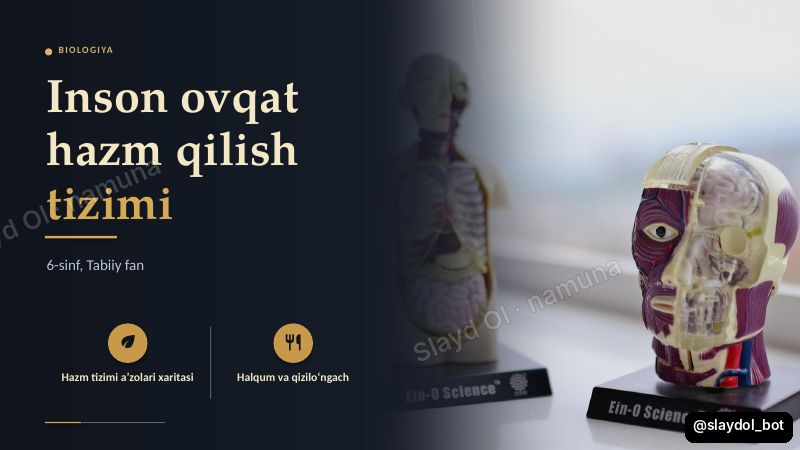 BIOLOGIYA
Inson ovqat
hazm qilish
tizimi
6-sinf, Tabiiy fan
Hazm tizimi a’zolari xaritasi
Halqum va qizilo‘ngach
Slayd Ol · namuna
Slayd Ol · namuna
Ein-O Science™
Ein-O Science
@slaydol_bot